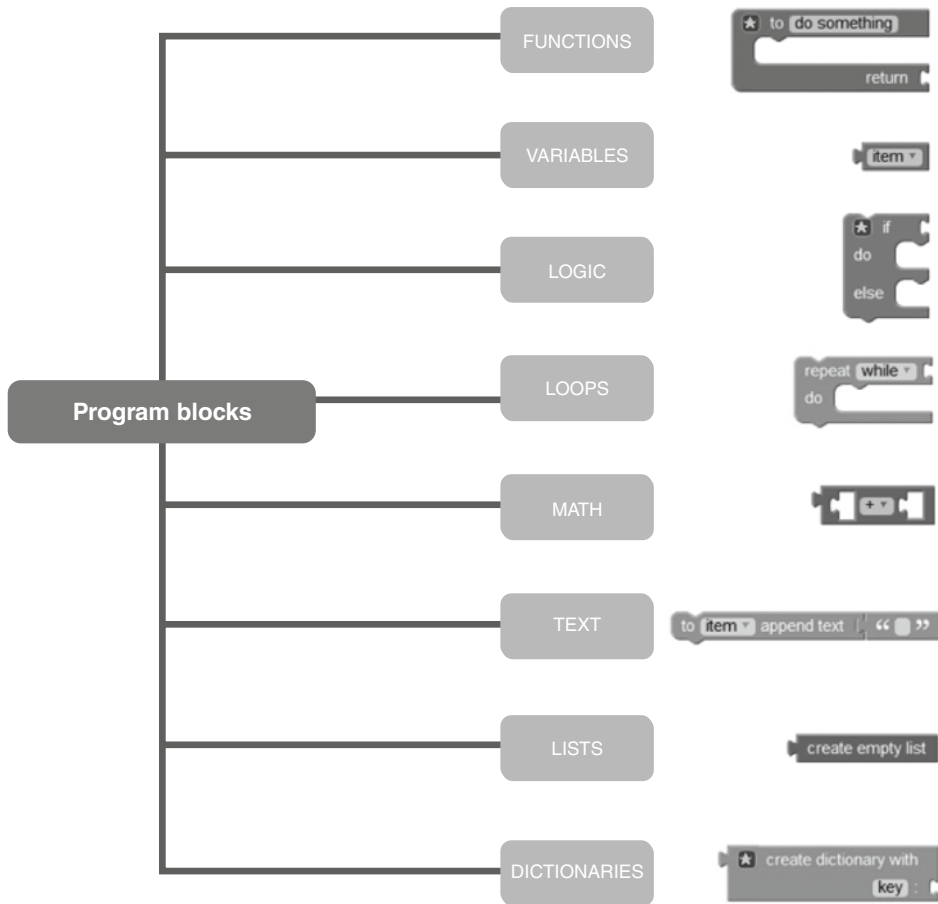 FUNCTIONS
to do something
return
VARIABLES
item
LOGIC
if
do
else
Program blocks
LOOPS
repeat while
do
MATH
+
TEXT
to item append text “ ”
LISTS
create empty list
DICTIONARIES
create dictionary with
key :